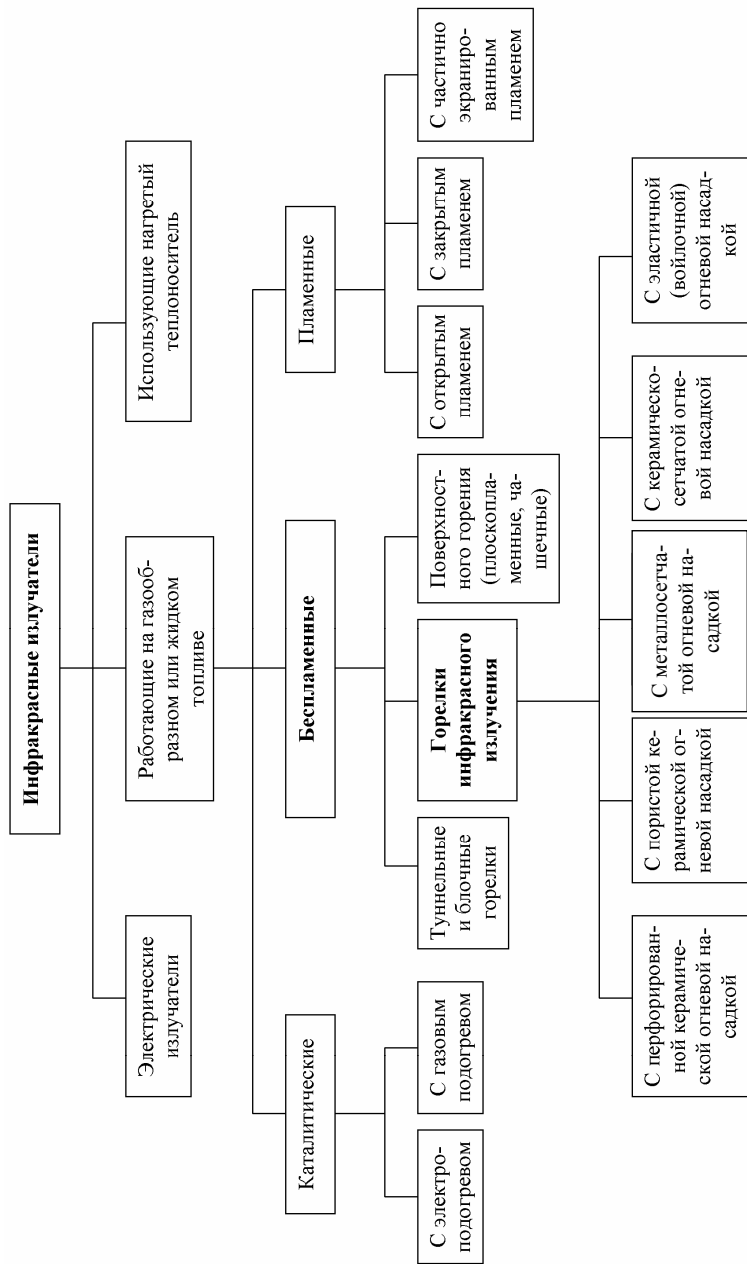 Инфракрасные излучатели
Электрические
излучатели
Работающие на газооб-
разном или жидком
топливе
Использующие нагретый
теплоноситель
Каталитические
Беспламенные
Пламенные
С электро-
подогревом
С газовым
подогревом
Туннельные
и блочные
горелки
Горелки
инфракрасного
излучения
Поверхност-
ного горения
(плоскопла-
менные, ча-
шечные)
С открытым
пламенем
С закрытым
пламенем
С частично
экраниро-
ванным
пламенем
С перфорирован-
ной керамиче-
ской огневой на-
садкой
С пористой ке-
рамической ог-
невой насадкой
С металлосетча-
той огневой на-
садкой
С керамическо-
сетчатой огне-
вой насадкой
С эластичной
(войлочной)
огневой насад-
кой